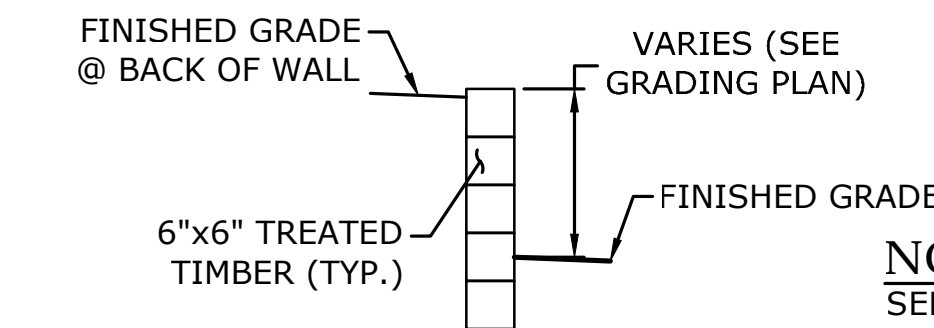 FINISHED GRADE
@ BACK OF WALL
VARIES (SEE
GRADING PLAN)
6"x6" TREATED
TIMBER (TYP.)
FINISHED GRADE